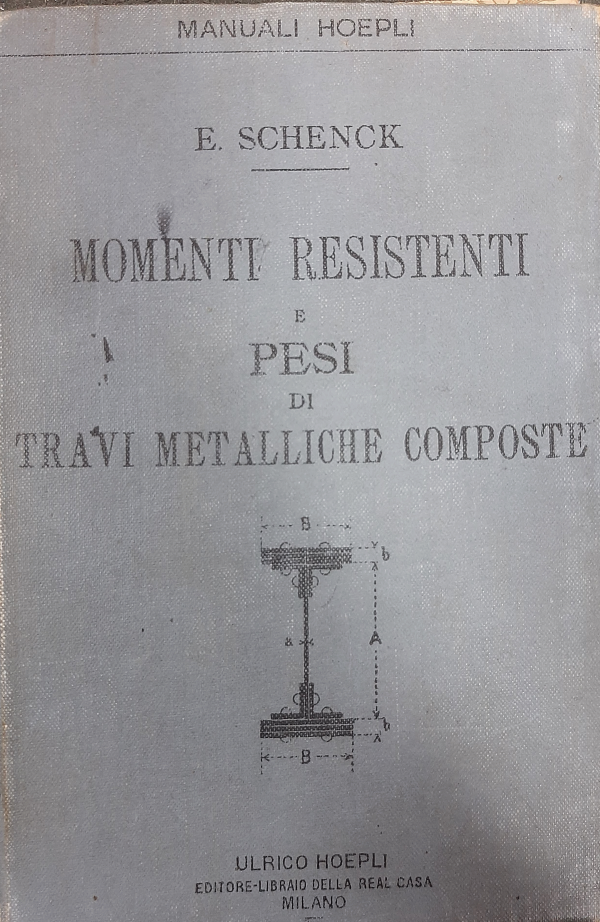 MANUALI HOEPLI
E. SCHENCK
MOMENTI RESISTENTI
E
PESI
DI
TRAVI METALLICHE COMPOSTE
B
b
a
A
b
B
ULRICO HOEPLI
EDITORE-LIBRAIO DELLA REAL CASA
MILANO